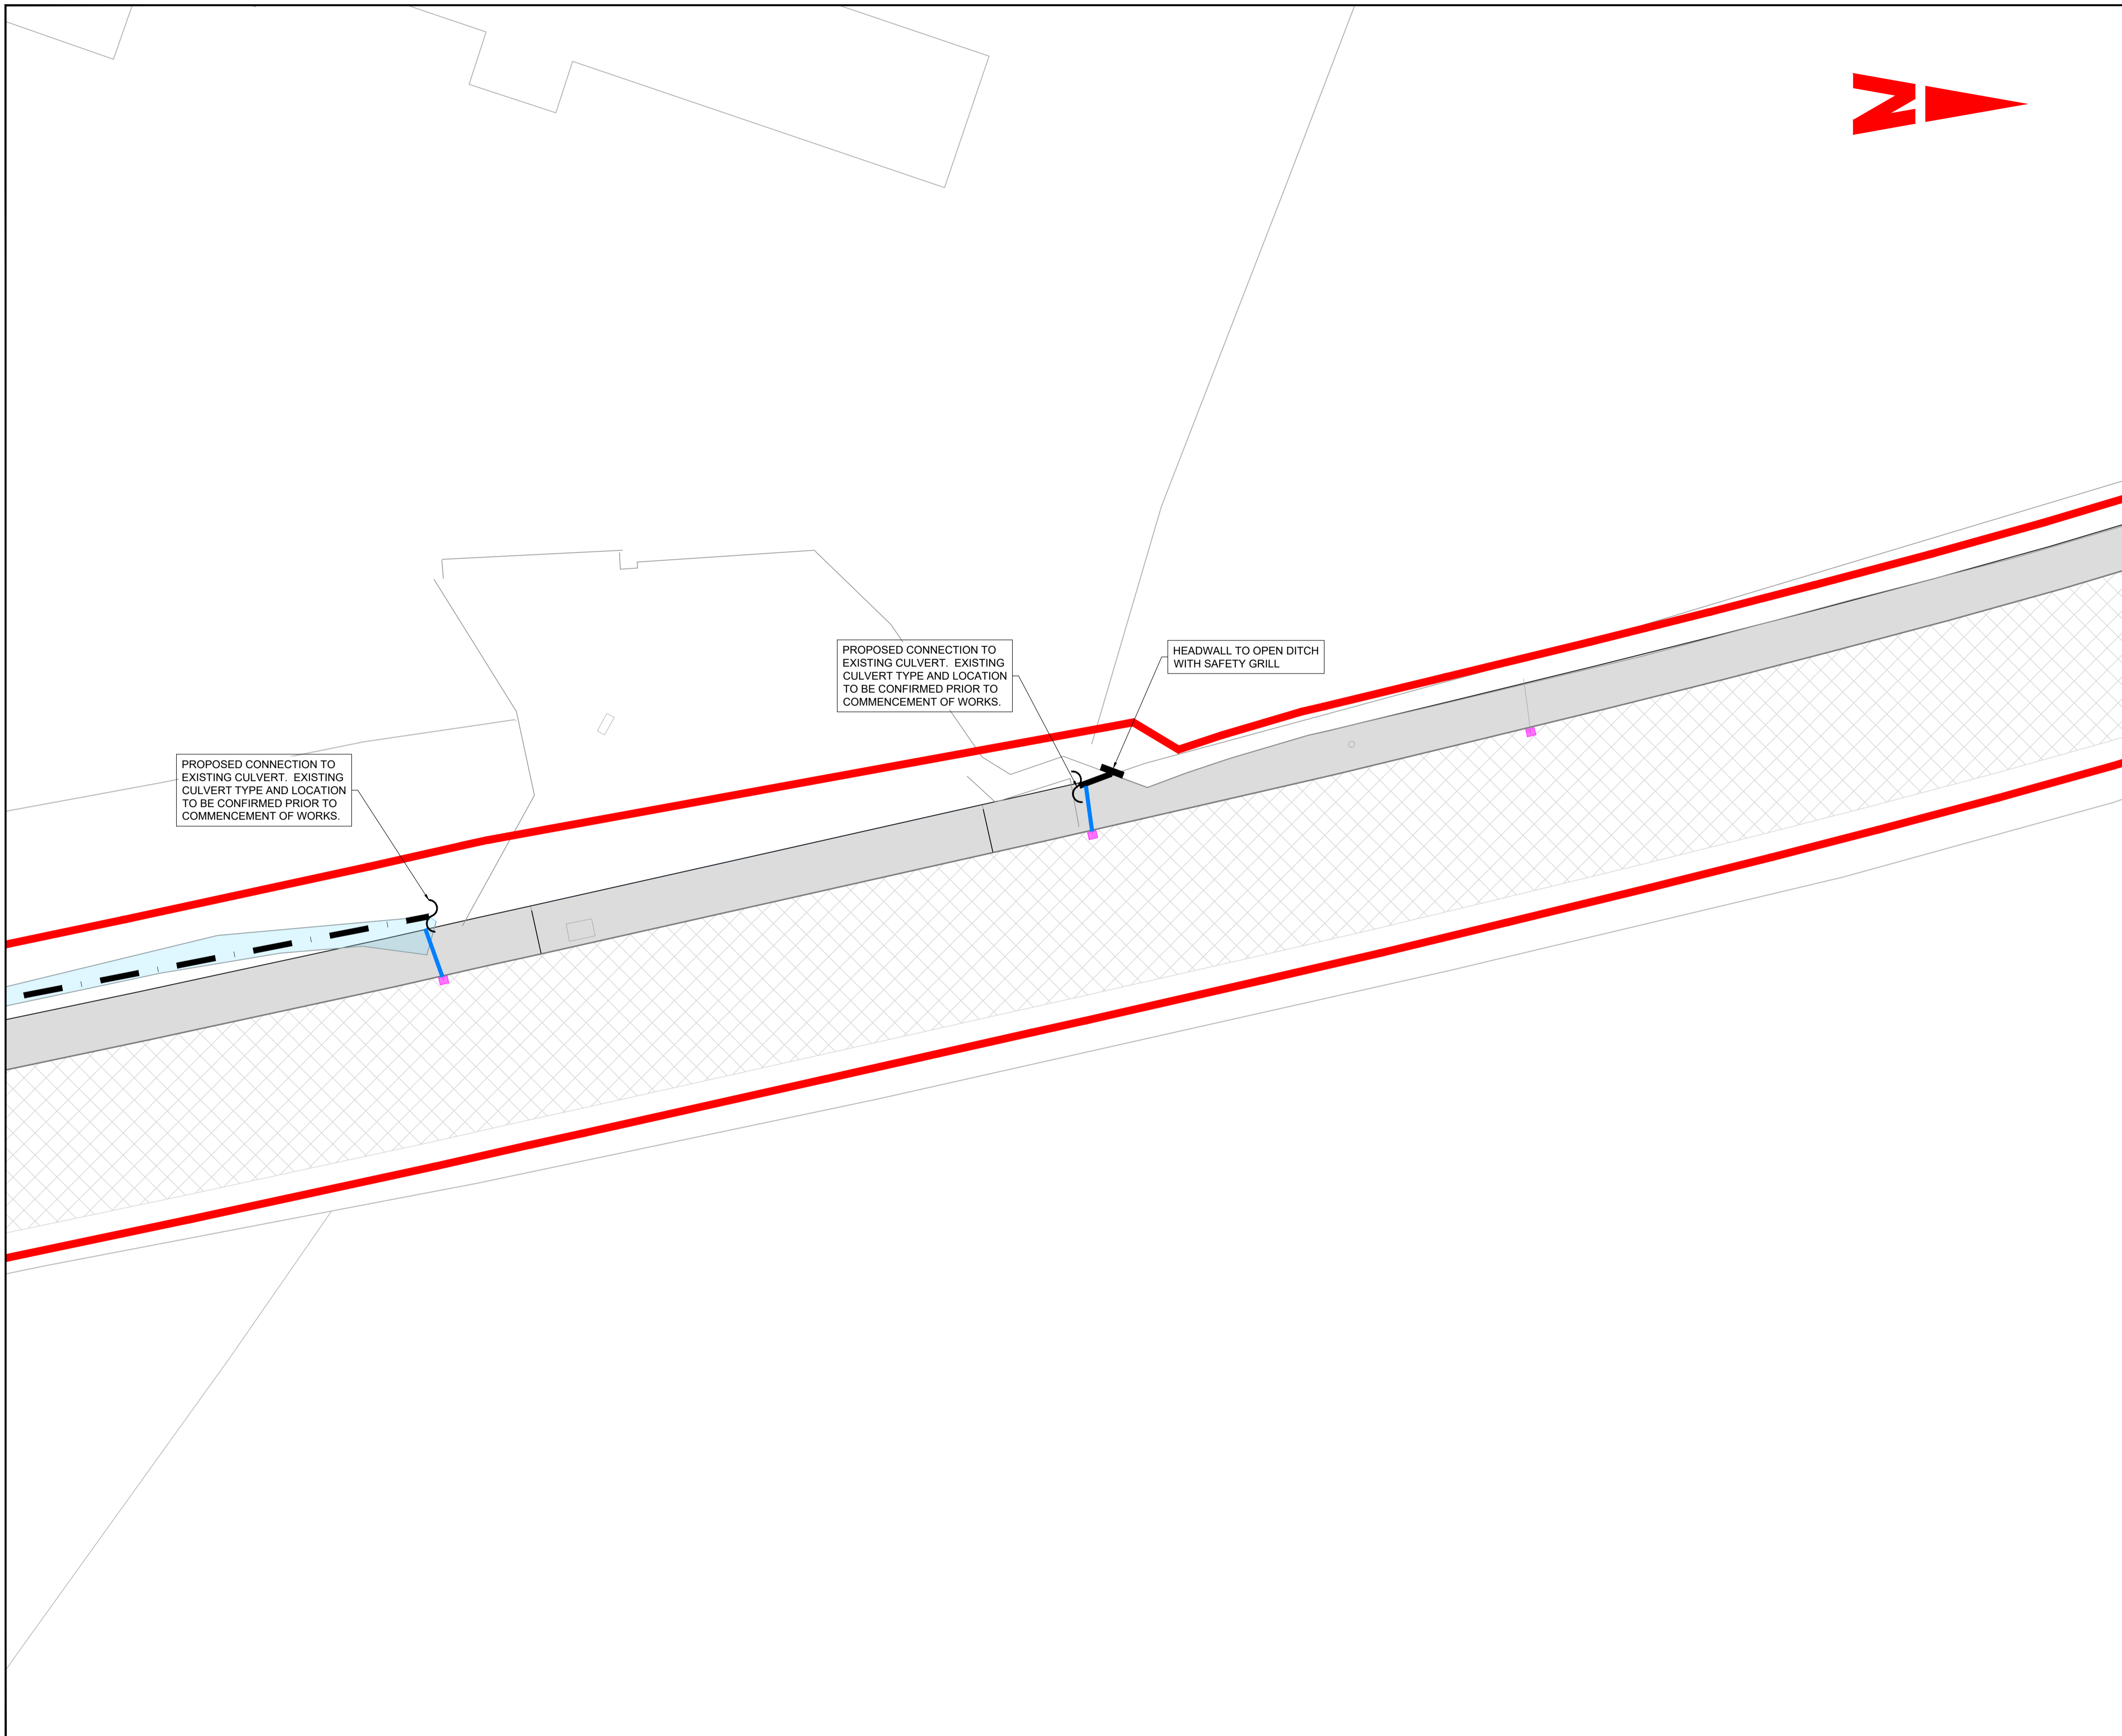 N
PROPOSED CONNECTION TO
EXISTING CULVERT.  EXISTING
CULVERT TYPE AND LOCATION
TO BE CONFIRMED PRIOR TO
COMMENCEMENT OF WORKS.
HEADWALL TO OPEN DITCH
WITH SAFETY GRILL
PROPOSED CONNECTION TO
EXISTING CULVERT.  EXISTING
CULVERT TYPE AND LOCATION
TO BE CONFIRMED PRIOR TO
COMMENCEMENT OF WORKS.